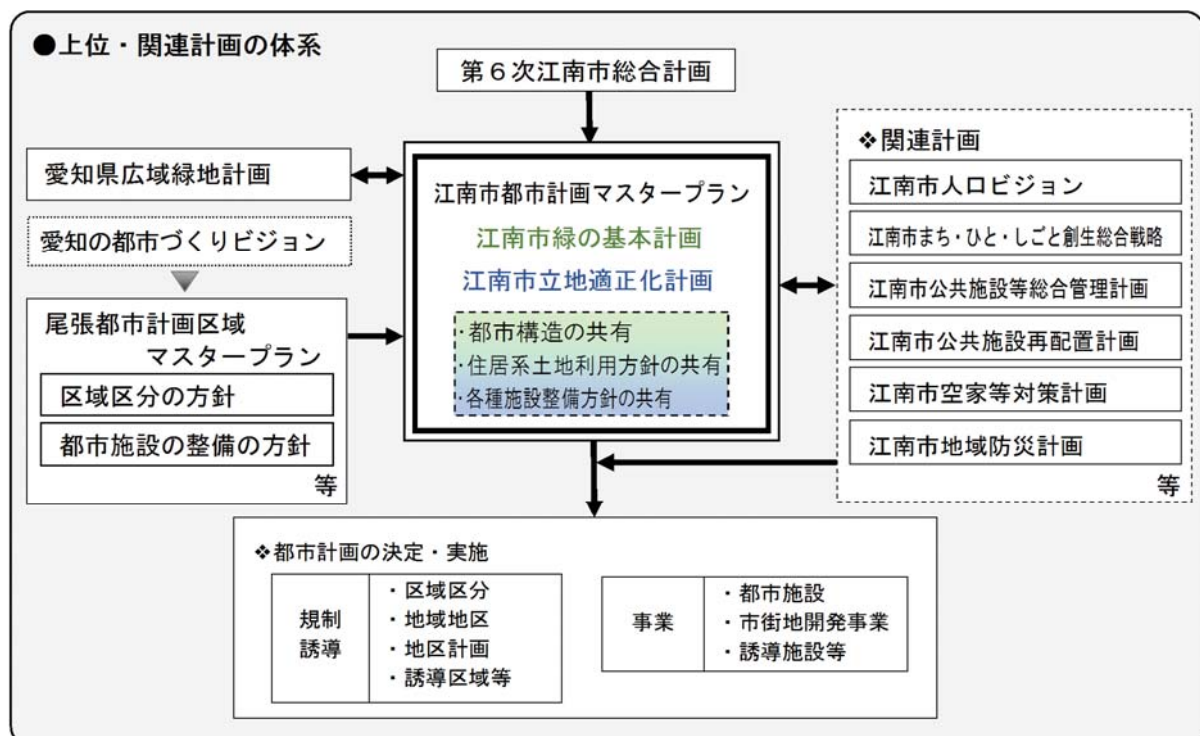 ●上位・関連計画の体系
第６次江南市総合計画
愛知県広域緑地計画
愛知の都市づくりビジョン
尾張都市計画区域
マスタープラン
区域区分の方針
都市施設の整備の方針
等
江南市都市計画マスタープラン
江南市緑の基本計画
江南市立地適正化計画
・都市構造の共有
・住居系土地利用方針の共有
・各種施設整備方針の共有
❖関連計画
江南市人口ビジョン
江南市まち・ひと・しごと創生総合戦略
江南市公共施設等総合管理計画
江南市公共施設再配置計画
江南市空家等対策計画
江南市地域防災計画
等
❖都市計画の決定・実施
規制
誘導
・区域区分
・地域地区
・地区計画
・誘導区域等
事業
・都市施設
・市街地開発事業
・誘導施設等